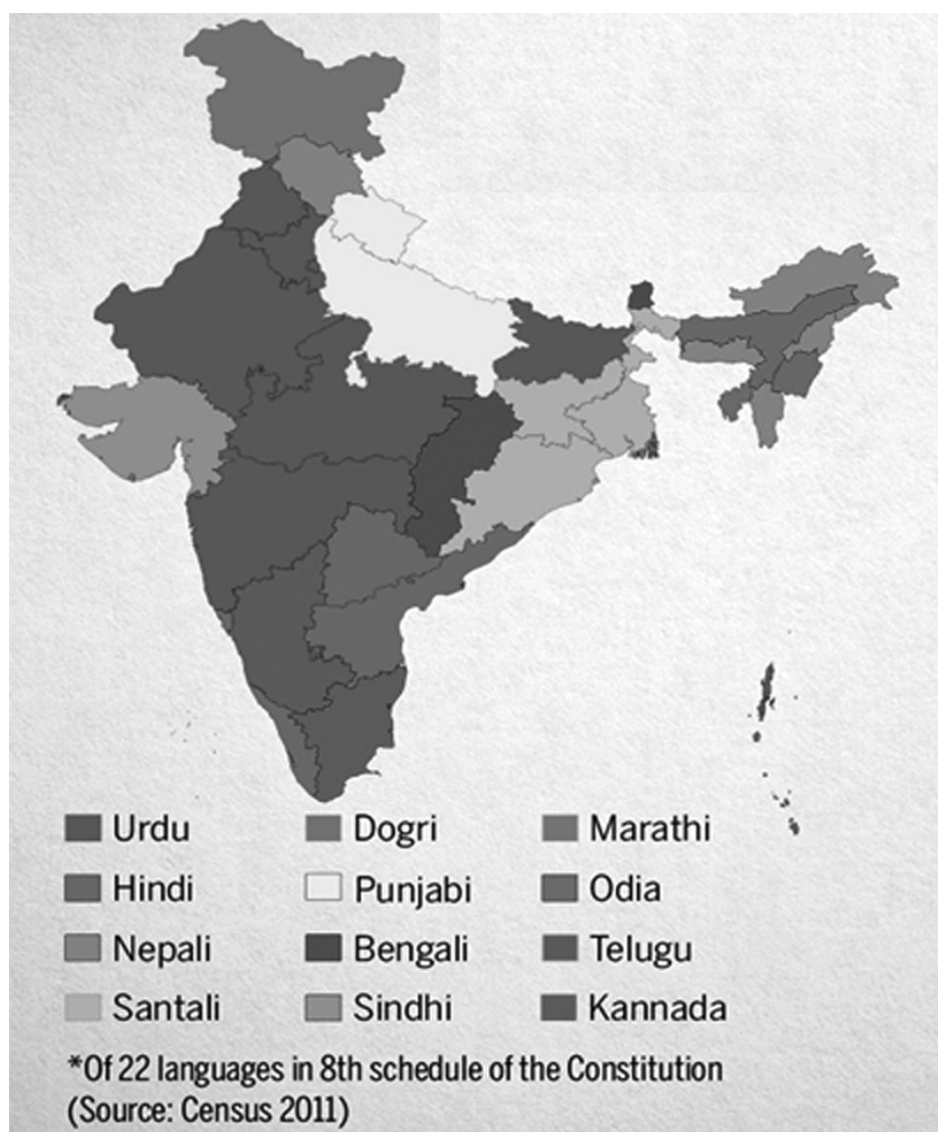 Urdu Dogri Marathi
Hindi Punjabi Odia
Nepali Bengali Telugu
Santali Sindhi Kannada
*Of 22 languages in 8th schedule of the Constitution
(Source: Census 2011)